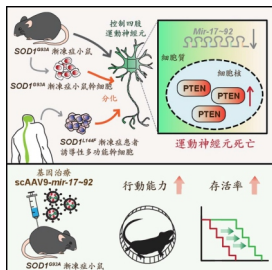 SOD1G93A 漸凍症小鼠
SOD1G93A 漸凍症小鼠幹細胞
分化
SOD1L144F 漸凍症患者
誘導性多功能幹細胞
控制四肢
運動神經元
Mir-17~92
細胞質
細胞核
PTEN
PTEN
PTEN
運動神經元死亡
基因治療
scAAV9-mir-17~92
SOD1G93A 漸凍症小鼠
行動能力
存活率